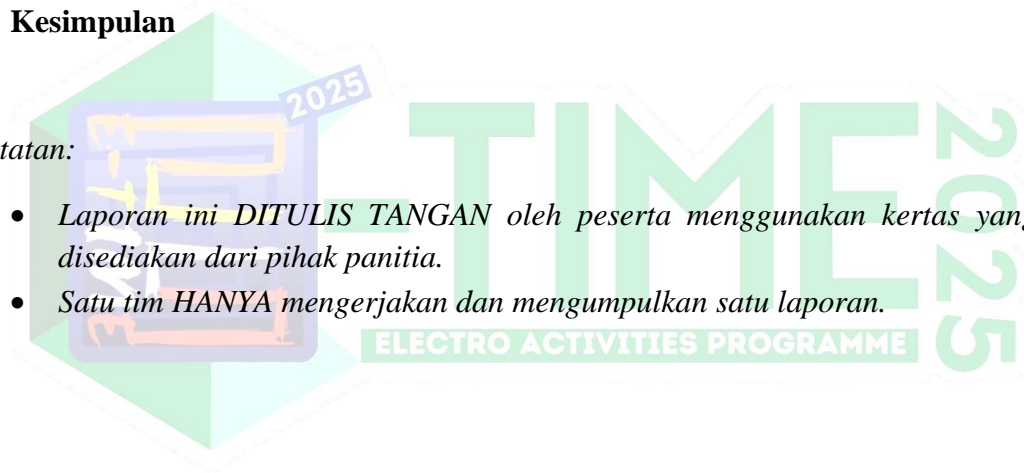 Kesimpulan
2025
tatan:
• Laporan ini DITULIS TANGAN oleh peserta menggunakan kertas yang
disediakan dari pihak panitia.
• Satu tim HANYA mengerjakan dan mengumpulkan satu laporan.
-TIME
2025
ELECTRO ACTIVITIES PROGRAMME